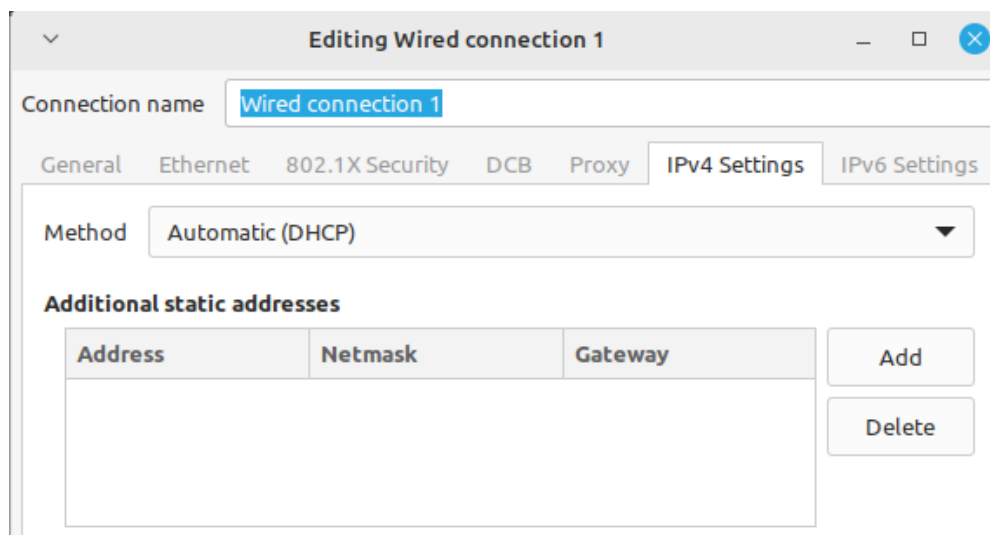 Editing Wired connection 1
Connection name Wired connection 1
General Ethernet 802.1X Security DCB Proxy IPv4 Settings IPv6 Settings
Method Automatic (DHCP)
Additional static addresses
Address Netmask Gateway Add
Delete